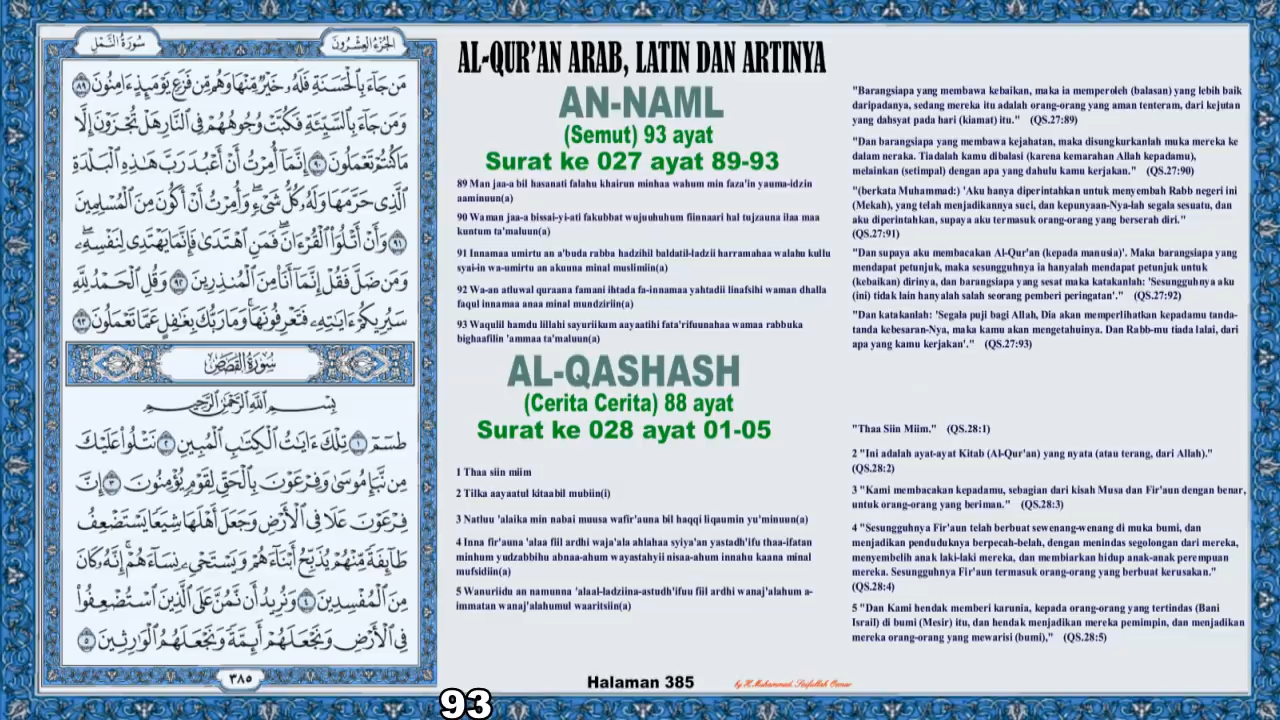 سُورَةُ النَّمْلِ
الجُزْءُ العِشْرُونَ
مَن جَآءَ بِٱلْحَسَنَةِ فَلَهُۥ خَيْرٌ مِّنْهَا وَهُم مِّن فَزَعٍ يَوْمَئِذٍ ءَامِنُونَ ٨٩
وَمَن جَآءَ بِٱلسَّيِّئَةِ فَكُبَّتْ وُجُوهُهُمْ فِى ٱلنَّارِ هَلْ تُجْزَوْنَ إِلَّا
مَا كُنتُمْ تَعْمَلُونَ ٩٠ إِنَّمَآ أُمِرْتُ أَنْ أَعْبُدَ رَبَّ هَٰذِهِ ٱلْبَلْدَةِ
ٱلَّذِى حَرَّمَهَا وَلَهُۥ كُلُّ شَىْءٍ ۖ وَأُمِرْتُ أَنْ أَكُونَ مِنَ ٱلْمُسْلِمِينَ
٩١ وَأَنْ أَتْلُوَا۟ ٱلْقُرْءَانَ ۖ فَمَنِ ٱهْتَدَىٰ فَإِنَّمَا يَهْتَدِى لِنَفْسِهِۦ ۖ
وَمَن ضَلَّ فَقُلْ إِنَّمَآ أَنَا۠ مِنَ ٱلْمُنذِرِينَ ٩٢ وَقُلِ ٱلْحَمْدُ لِلَّهِ
سَيُرِيكُمْ ءَايَٰتِهِۦ فَتَعْرِفُونَهَا ۚ وَمَا رَبُّكَ بِغَٰفِلٍ عَمَّا تَعْمَلُونَ ٩٣
سُورَةُ القَصَصِ
بِسْمِ ٱللَّهِ ٱلرَّحْمَٰنِ ٱلرَّحِيمِ
طسٓمٓ ١ تِلْكَ ءَايَٰتُ ٱلْكِتَٰبِ ٱلْمُبِينِ ٢ نَتْلُوا۟ عَلَيْكَ
مِن نَّبَإِ مُوسَىٰ وَفِرْعَوْنَ بِٱلْحَقِّ لِقَوْمٍ يُؤْمِنُونَ ٣ إِنَّ
فِرْعَوْنَ عَلَا فِى ٱلْأَرْضِ وَجَعَلَ أَهْلَهَا شِيَعًا يَسْتَضْعِفُ
طَآئِفَةً مِّنْهُمْ يُذَبِّحُ أَبْنَآءَهُمْ وَيَسْتَحْىِۦ نِسَآءَهُمْ ۚ إِنَّهُۥ كَانَ
مِنَ ٱلْمُفْسِدِينَ ٤ وَنُرِيدُ أَن نَّمُنَّ عَلَى ٱلَّذِينَ ٱسْتُضْعِفُوا۟
فِى ٱلْأَرْضِ وَنَجْعَلَهُمْ أَئِمَّةً وَنَجْعَلَهُمُ ٱلْوَٰرِثِينَ ٥
٣٨٥
AL-QUR'AN ARAB, LATIN DAN ARTINYA
AN-NAML
(Semut) 93 ayat
Surat ke 027 ayat 89-93
89 Man jaa-a bil hasanati falahu khairun minhaa wahum min faza'in yauma-idzin
aaminuun(a)
90 Waman jaa-a bissai-yi-ati fakubbat wujuuhuhum fiinnaari hal tujzauna ilaa maa
kuntum ta'maluun(a)
91 Innamaa umirtu an a'buda rabba hadzihil baldatil-ladzii harramahaa walahu kullu
syai-in wa-umirtu an akuuna minal muslimiin(a)
92 Wa-an atluwal quraana famani ihtada fa-innamaa yahtadii linafsihi waman dhalla
faqul innamaa anaa minal mundziriin(a)
93 Waqulil hamdu lillahi sayuriikum aayaatihi fata'rifuunahaa wamaa rabbuka
bighaafilin 'ammaa ta'maluun(a)
AL-QASHASH
(Cerita Cerita) 88 ayat
Surat ke 028 ayat 01-05
1 Thaa siin miim
2 Tilka aayaatul kitaabil mubiin(i)
3 Natluu 'alaika min nabai muusa wafir'auna bil haqqi liqaumin yu'minuun(a)
4 Inna fir'auna 'alaa fiil ardhi waja'ala ahlahaa syiya'an yastadh'ifu thaa-ifatan
minhum yudzabbihu abnaa-ahum wayastahyii nisaa-ahum innahu kaana minal
mufsidiin(a)
5 Wanuriidu an namunna 'alaal-ladziina-astudh'ifuu fiil ardhi wanaj'alahum a-
immatan wanaj'alahumul waaritsiin(a)
"Barangsiapa yang membawa kebaikan, maka ia memperoleh (balasan) yang lebih baik
daripadanya, sedang mereka itu adalah orang-orang yang aman tenteram, dari kejutan
yang dahsyat pada hari (kiamat) itu." (QS.27:89)
"Dan barangsiapa yang membawa kejahatan, maka disungkurkanlah muka mereka ke
dalam neraka. Tiadalah kamu dibalasi (karena kemarahan Allah kepadamu),
melainkan (setimpal) dengan apa yang dahulu kamu kerjakan." (QS.27:90)
"(berkata Muhammad:) 'Aku hanya diperintahkan untuk menyembah Rabb negeri ini
(Mekah), yang telah menjadikannya suci, dan kepunyaan-Nya-lah segala sesuatu, dan
aku diperintahkan, supaya aku termasuk orang-orang yang berserah diri."
(QS.27:91)
"Dan supaya aku membacakan Al-Qur'an (kepada manusia)'. Maka barangsiapa yang
mendapat petunjuk, maka sesungguhnya ia hanyalah mendapat petunjuk untuk
(kebaikan) dirinya, dan barangsiapa yang sesat maka katakanlah: 'Sesungguhnya aku
(ini) tidak lain hanyalah salah seorang pemberi peringatan'." (QS.27:92)
"Dan katakanlah: 'Segala puji bagi Allah, Dia akan memperlihatkan kepadamu tanda-
tanda kebesaran-Nya, maka kamu akan mengetahuinya. Dan Rabb-mu tiada lalai, dari
apa yang kamu kerjakan'." (QS.27:93)
"Thaa Siin Miim." (QS.28:1)
2 "Ini adalah ayat-ayat Kitab (Al-Qur'an) yang nyata (atau terang, dari Allah)."
(QS.28:2)
3 "Kami membacakan kepadamu, sebagian dari kisah Musa dan Fir'aun dengan benar,
untuk orang-orang yang beriman." (QS.28:3)
4 "Sesungguhnya Fir'aun telah berbuat sewenang-wenang di muka bumi, dan
menjadikan penduduknya berpecah-belah, dengan menindas segolongan dari mereka,
menyembelih anak laki-laki mereka, dan membiarkan hidup anak-anak perempuan
mereka. Sesungguhnya Fir'aun termasuk orang-orang yang berbuat kerusakan."
(QS.28:4)
5 "Dan Kami hendak memberi karunia, kepada orang-orang yang tertindas (Bani
Israil) di bumi (Mesir) itu, dan hendak menjadikan mereka pemimpin, dan menjadikan
mereka orang-orang yang mewarisi (bumi)," (QS.28:5)
Halaman 385
by H.Muhammad. Saifullah Oemar
93